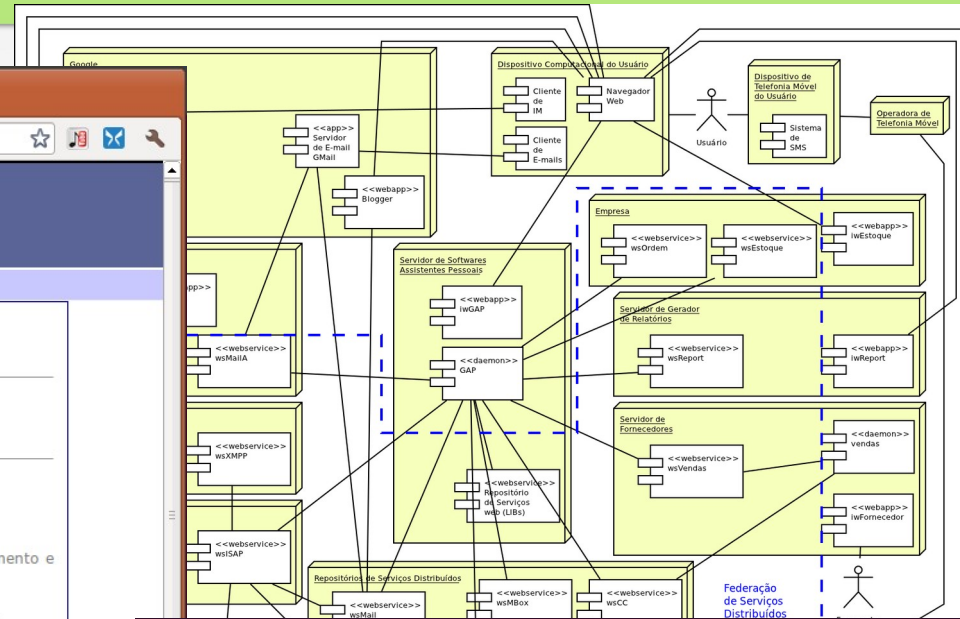 Google
<<app>>
Servidor
de E-mail
GMail
<<webapp>>
Blogger
Dispositivo Computacional do Usuário
Cliente
de
IM
Navegador
Web
Cliente
de
E-mails
Usuário
Dispositivo de
Telefonia Móvel
do Usuário
Sistema
de
SMS
Operadora de
Telefonia Móvel
Empresa
<<webservice>>
wsOrdem
<<webservice>>
wsEstoque
<<webapp>>
iwEstoque
Servidor de Softwares
Assistentes Pessoais
<<webapp>>
iwGAP
<<daemon>>
GAP
<<webservice>>
Repositório
de Serviços
web (LIBs)
Servidor de Gerador
de Relatórios
<<webservice>>
wsReport
<<webapp>>
iwReport
Servidor de
Fornecedores
<<webservice>>
wsVendas
<<daemon>>
vendas
<<webapp>>
iwFornecedor
pp>>
<<webservice>>
wsMailA
<<webservice>>
wsXMPP
<<webservice>>
wsISAP
mento e
Repositórios de Serviços Distribuídos
<<webservice>>
wsMail
<<webservice>>
wsMBox
<<webservice>>
wsCC
Federação
de Serviços
Distribuídos